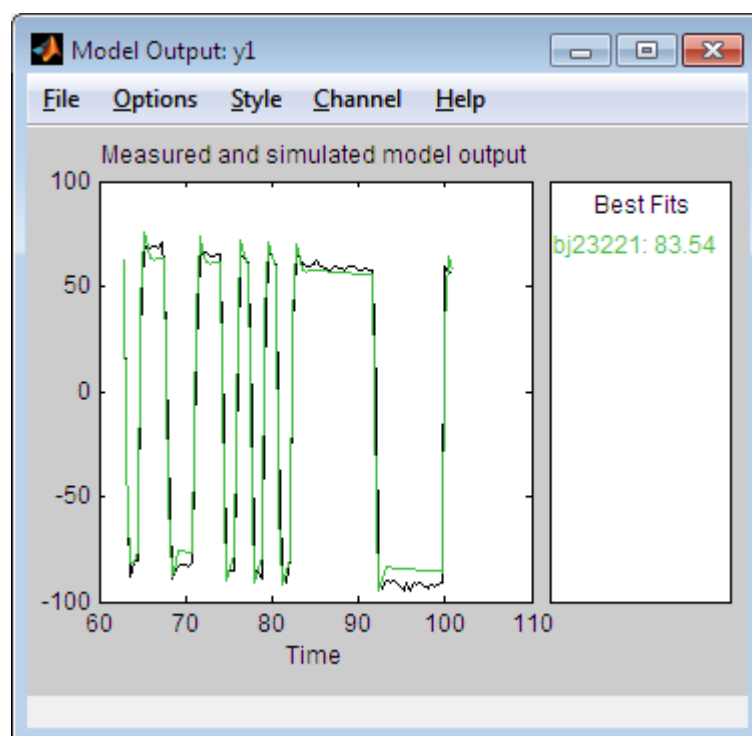 Model Output: y1
File Options Style Channel Help
Measured and simulated model output
100
50
0
-50
-100
60 70 80 90 100 110
Time
Best Fits
bj23221: 83.54